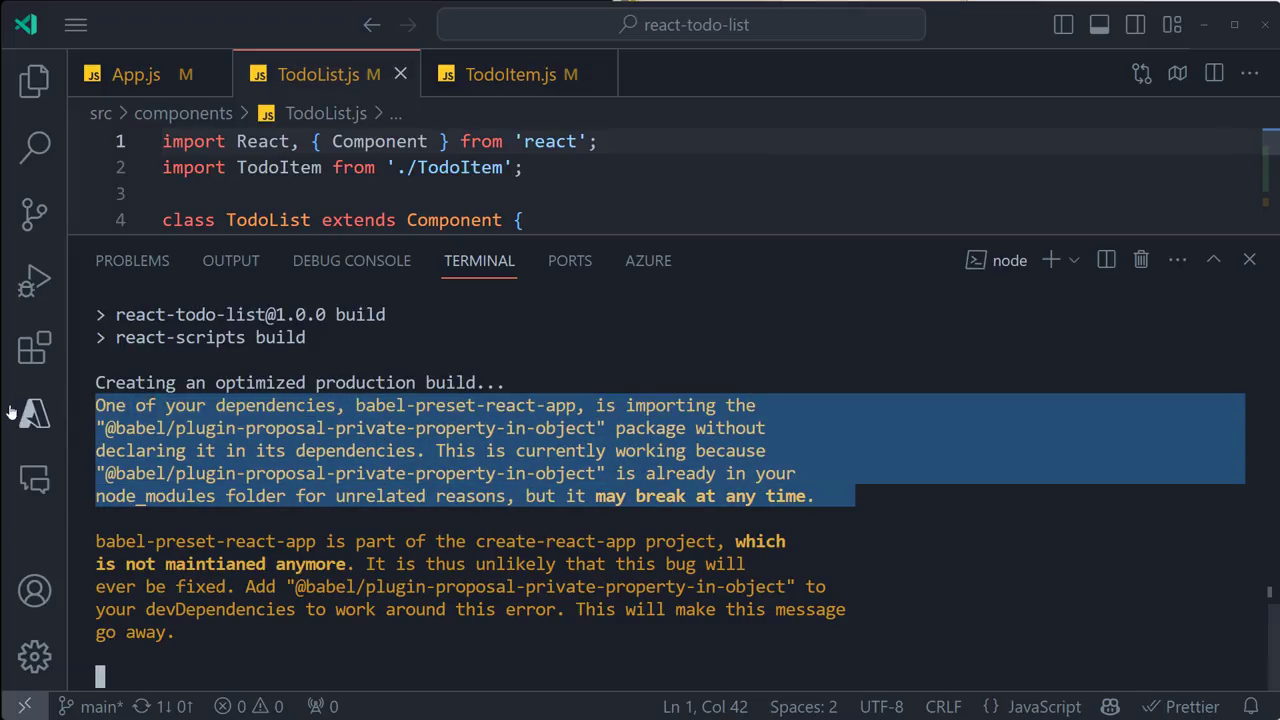 react-todo-list
App.js M
TodoList.js M
TodoItem.js M
src > components > TodoList.js > ...
1 import React, { Component } from 'react';
2 import TodoItem from './TodoItem';
3
4 class TodoList extends Component {
PROBLEMS OUTPUT DEBUG CONSOLE TERMINAL PORTS AZURE
node
> react-todo-list@1.0.0 build
> react-scripts build
Creating an optimized production build...
One of your dependencies, babel-preset-react-app, is importing the
"@babel/plugin-proposal-private-property-in-object" package without
declaring it in its dependencies. This is currently working because
"@babel/plugin-proposal-private-property-in-object" is already in your
node_modules folder for unrelated reasons, but it may break at any time.
babel-preset-react-app is part of the create-react-app project, which
is not maintianed anymore. It is thus unlikely that this bug will
ever be fixed. Add "@babel/plugin-proposal-private-property-in-object" to
your devDependencies to work around this error. This will make this message
go away.
main* 1↓ 0↑ 0 0 0 Ln 1, Col 42 Spaces: 2 UTF-8 CRLF {} JavaScript Prettier